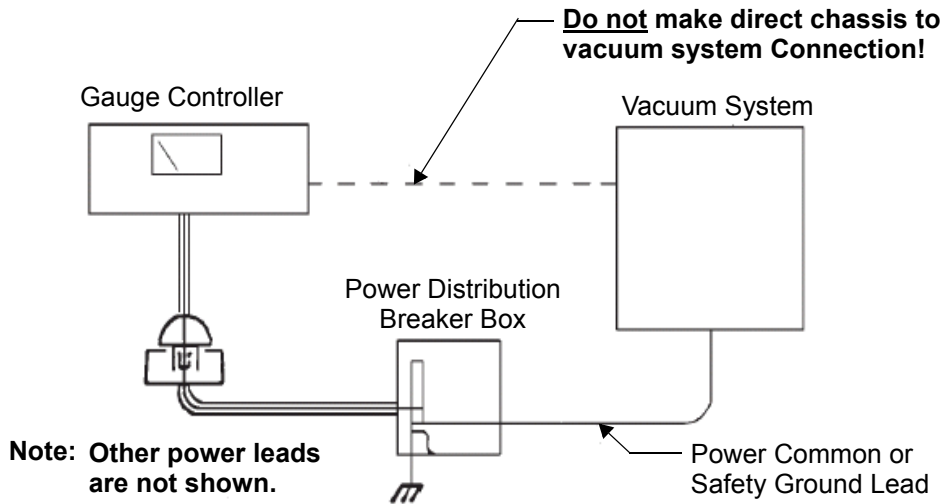 Do not make direct chassis to
vacuum system Connection!
Gauge Controller
Vacuum System
Power Distribution
Breaker Box
Note: Other power leads
are not shown.
Power Common or
Safety Ground Lead